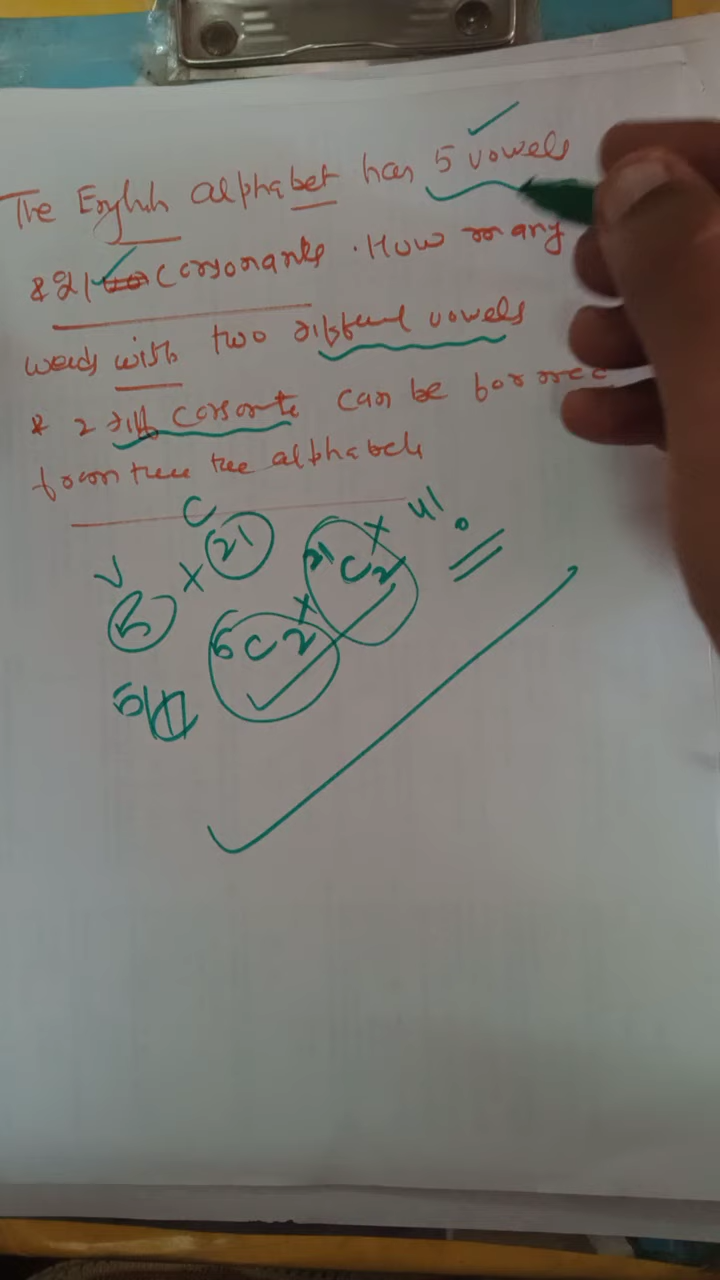 The English alphabet has 5 vowels
& 21 consonants. How many
words with two different vowels
& 2 diff consonants can be formed
from the alphabet
V C
5 × 21
5C2 × 21C2 × 4!